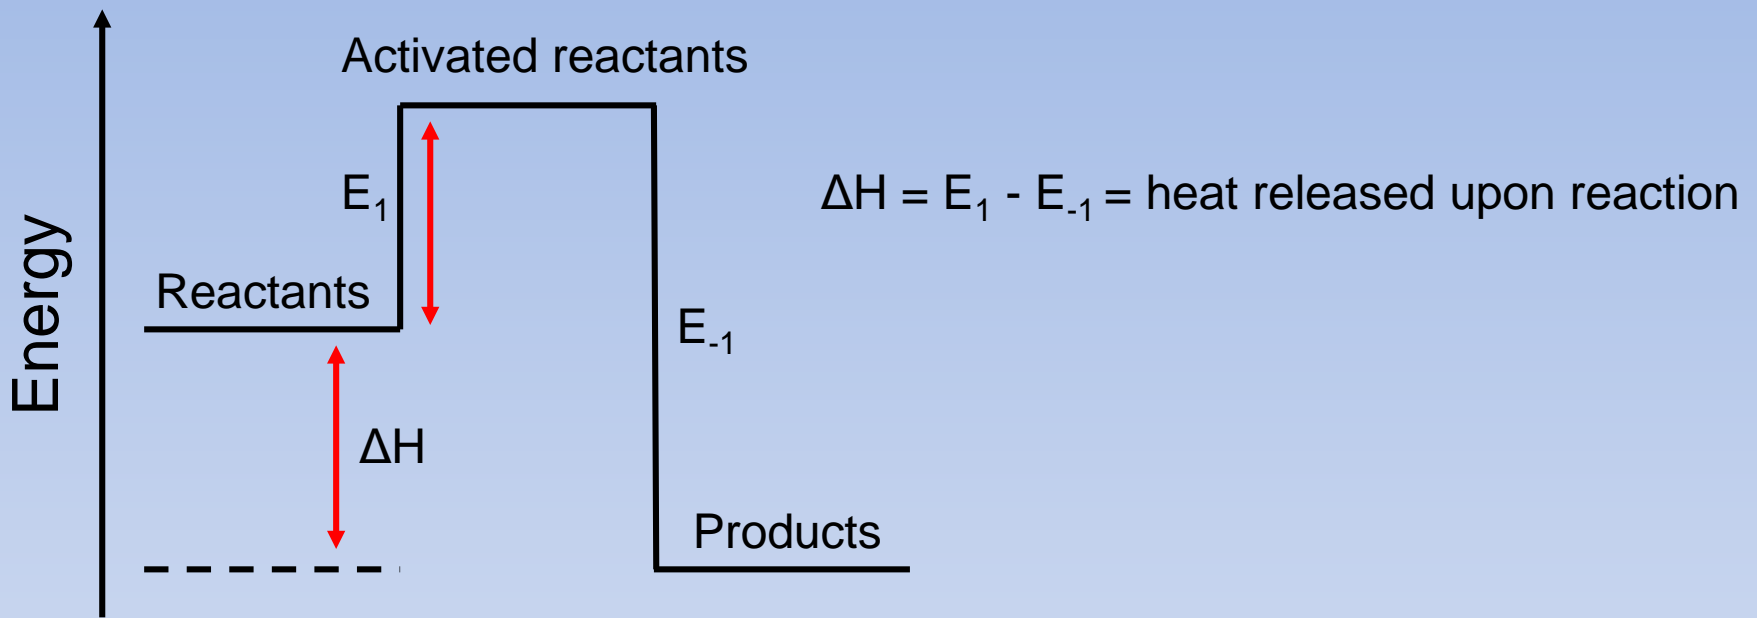 Activated reactants
E₁
ΔH = E₁ - E₋₁ = heat released upon reaction
Energy
Reactants
E₋₁
ΔH
Products